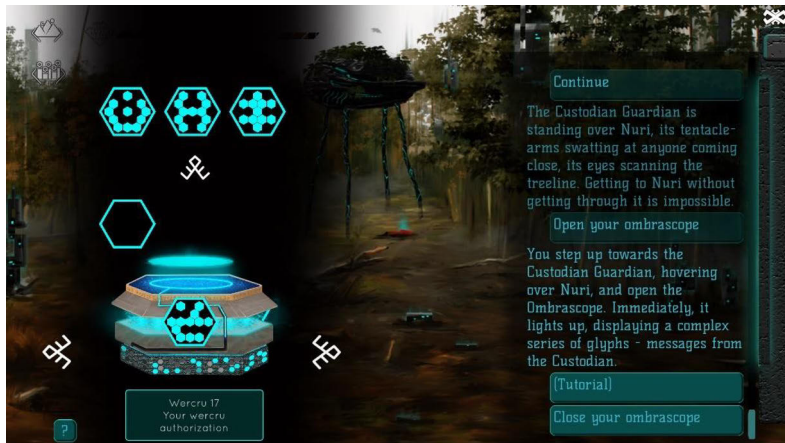 Continue
The Custodian Guardian is
standing over Nuri, its tentacle-
arms swatting at anyone coming
close, its eyes scanning the
treeline. Getting to Nuri without
getting through it is impossible.
Open your ombrascope
You step up towards the
Custodian Guardian, hovering
over Nuri, and open the
Ombrascope. Immediately, it
lights up, displaying a complex
series of glyphs - messages from
the Custodian.
(Tutorial)
Close your ombrascope
Wercru 17
Your wercru
authorization
?